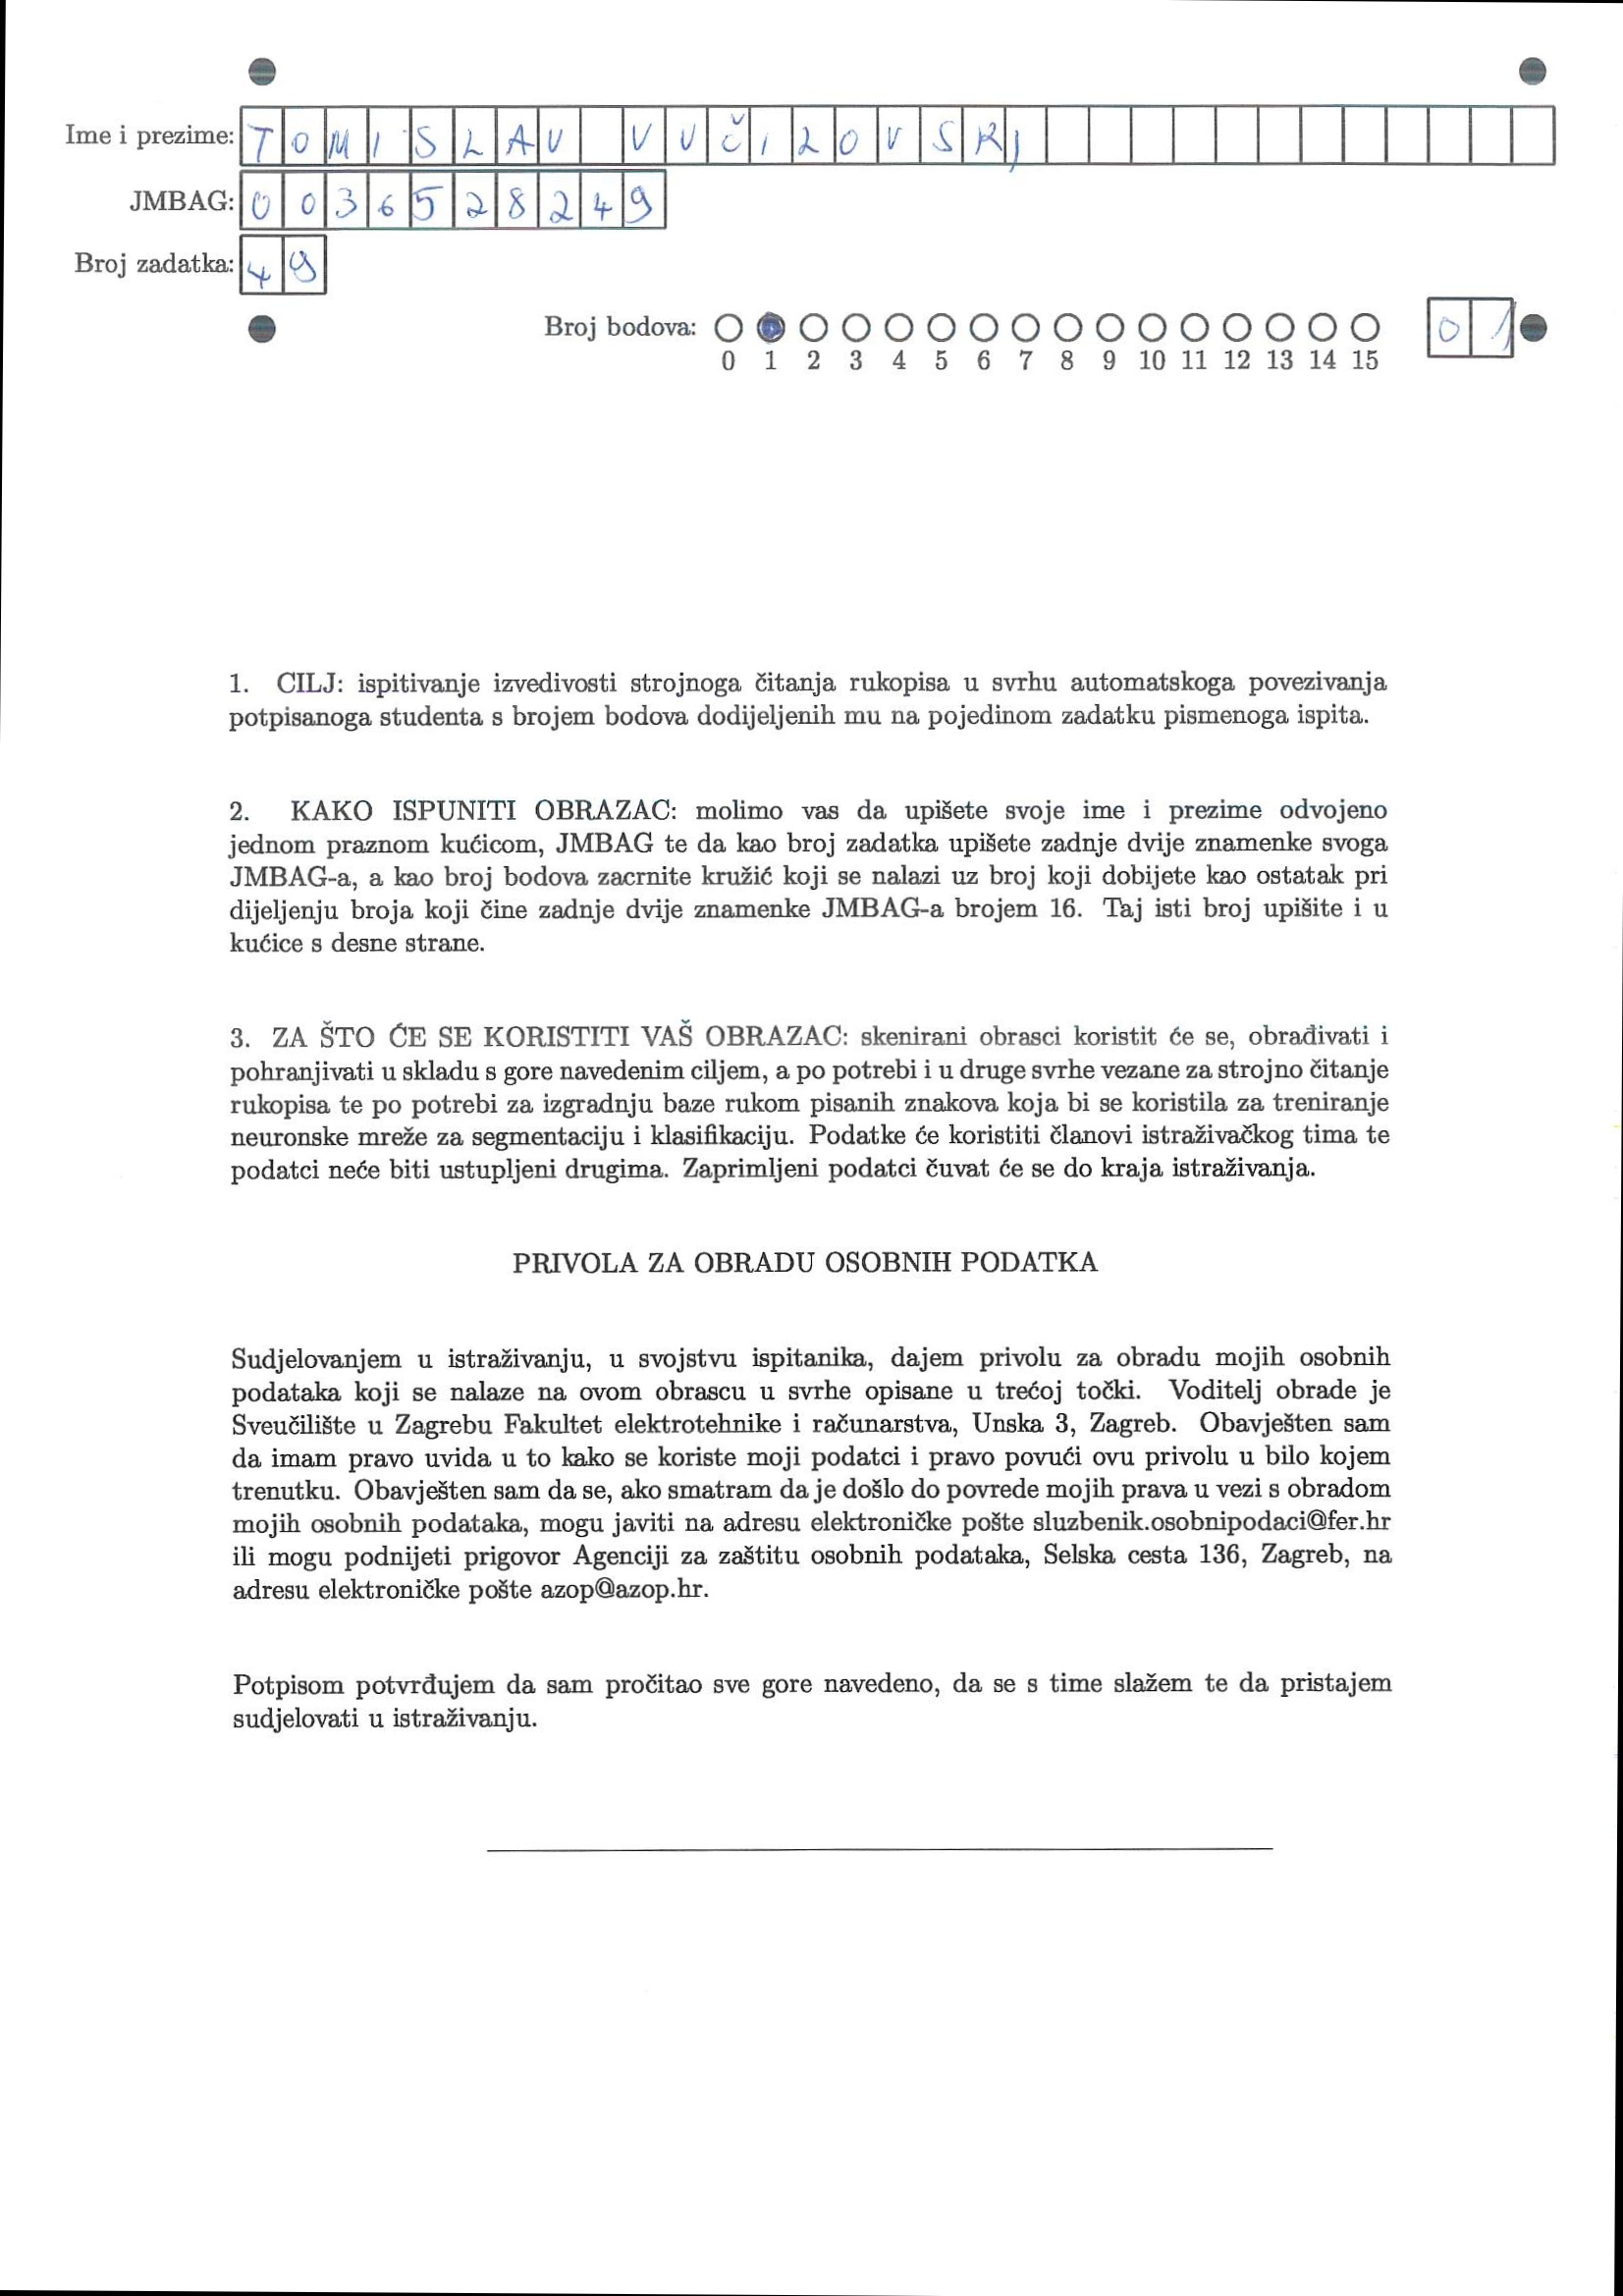 Ime i prezime: TOMISLAV VUČILOVSKI
JMBAG: 0036528249
Broj zadatka: 49
Broj bodova: 01
0 1 2 3 4 5 6 7 8 9 10 11 12 13 14 15
1. CILJ: ispitivanje izvedivosti strojnoga čitanja rukopisa u svrhu automatskoga povezivanja
potpisanoga studenta s brojem bodova dodijeljenih mu na pojedinom zadatku pismenoga ispita.
2. KAKO ISPUNITI OBRAZAC: molimo vas da upišete svoje ime i prezime odvojeno
jednom praznom kućicom, JMBAG te da kao broj zadatka upišete zadnje dvije znamenke svoga
JMBAG-a, a kao broj bodova zacrnite kružić koji se nalazi uz broj koji dobijete kao ostatak pri
dijeljenju broja koji čine zadnje dvije znamenke JMBAG-a brojem 16. Taj isti broj upišite i u
kućice s desne strane.
3. ZA ŠTO ĆE SE KORISTITI VAŠ OBRAZAC: skenirani obrasci koristit će se, obrađivati i
pohranjivati u skladu s gore navedenim ciljem, a po potrebi i u druge svrhe vezane za strojno čitanje
rukopisa te po potrebi za izgradnju baze rukom pisanih znakova koja bi se koristila za treniranje
neuronske mreže za segmentaciju i klasifikaciju. Podatke će koristiti članovi istraživačkog tima te
podatci neće biti ustupljeni drugima. Zaprimljeni podatci čuvat će se do kraja istraživanja.
PRIVOLA ZA OBRADU OSOBNIH PODATKA
Sudjelovanjem u istraživanju, u svojstvu ispitanika, dajem privolu za obradu mojih osobnih
podataka koji se nalaze na ovom obrascu u svrhe opisane u trećoj točki. Voditelj obrade je
Sveučilište u Zagrebu Fakultet elektrotehnike i računarstva, Unska 3, Zagreb. Obavješten sam
da imam pravo uvida u to kako se koriste moji podatci i pravo povući ovu privolu u bilo kojem
trenutku. Obavješten sam da se, ako smatram da je došlo do povrede mojih prava u vezi s obradom
mojih osobnih podataka, mogu javiti na adresu elektroničke pošte sluzbenik.osobnipodaci@fer.hr
ili mogu podnijeti prigovor Agenciji za zaštitu osobnih podataka, Selska cesta 136, Zagreb, na
adresu elektroničke pošte azop@azop.hr.
Potpisom potvrđujem da sam pročitao sve gore navedeno, da se s time slažem te da pristajem
sudjelovati u istraživanju.